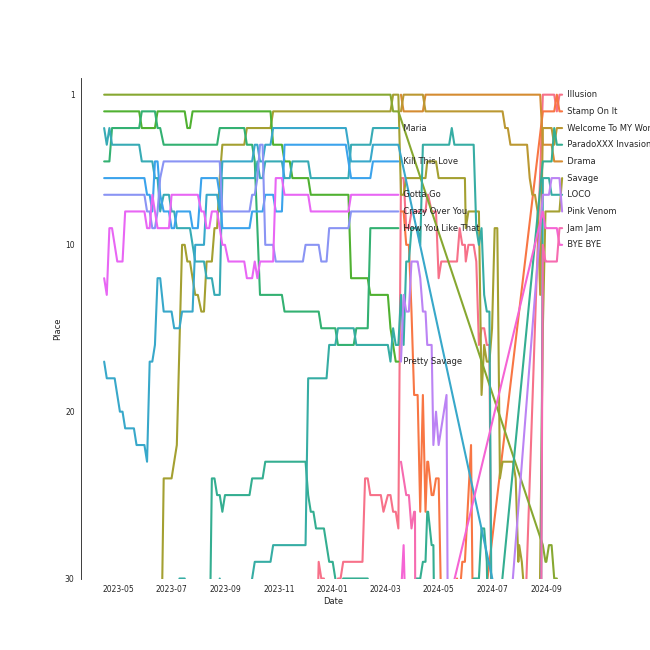 1
Illusion
Stamp On It
Maria
Welcome To MY Wor
ParadoXXX Invasion
Kill This Love
Drama
Savage
Gotta Go
LOCO
Crazy Over You
Pink Venom
How You Like That
Jam Jam
10
BYE BYE
Place
Pretty Savage
20
30
2023-05 2023-07 2023-09 2023-11 2024-01 2024-03 2024-05 2024-07 2024-09
Date